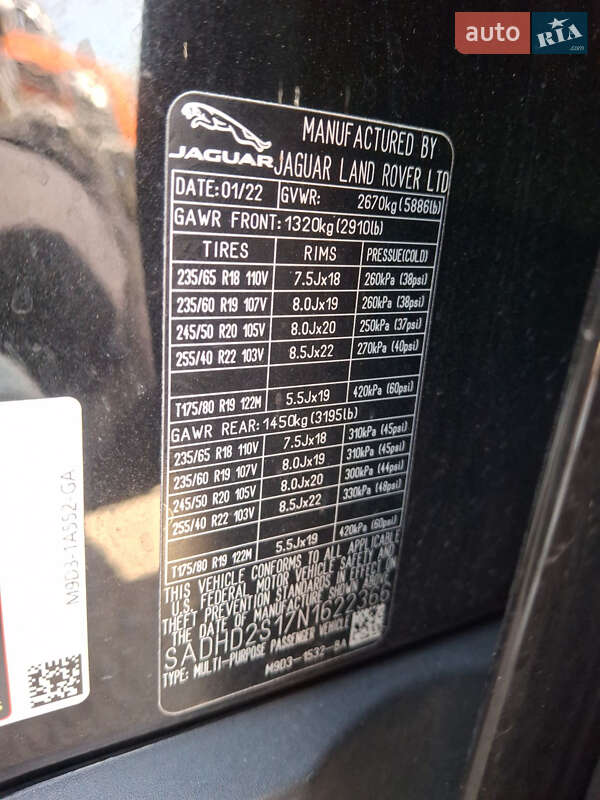 auto RIA.com
MANUFACTURED BY
JAGUAR JAGUAR LAND ROVER LTD
DATE: 01/22 GVWR: 2670kg (5886lb)
GAWR FRONT: 1320kg (2910lb)
TIRES RIMS PRESSUE(COLD)
235/65 R18 110V 7.5Jx18 260kPa (38psi)
235/60 R19 107V 8.0Jx19 260kPa (38psi)
245/50 R20 105V 8.0Jx20 250kPa (37psi)
255/40 R22 103V 8.5Jx22 270kPa (40psi)
T175/80 R19 122M 5.5Jx19 420kPa (60psi)
GAWR REAR: 1450kg (3195lb)
235/65 R18 110V 7.5Jx18 310kPa (45psi)
235/60 R19 107V 8.0Jx19 310kPa (45psi)
245/50 R20 105V 8.0Jx20 300kPa (44psi)
255/40 R22 103V 8.5Jx22 330kPa (48psi)
T175/80 R19 122M 5.5Jx19 420kPa (60psi)
THIS VEHICLE CONFORMS TO ALL APPLICABLE
U.S. FEDERAL MOTOR VEHICLE SAFETY AND
THEFT PREVENTION STANDARDS IN EFFECT ON
THE DATE OF MANUFACTURE SHOWN ABOVE.
SADHD2S17N1622366
TYPE: MULTI-PURPOSE PASSENGER VEHICLE
M9D3-1532-BA
M9D3-1A552-GA